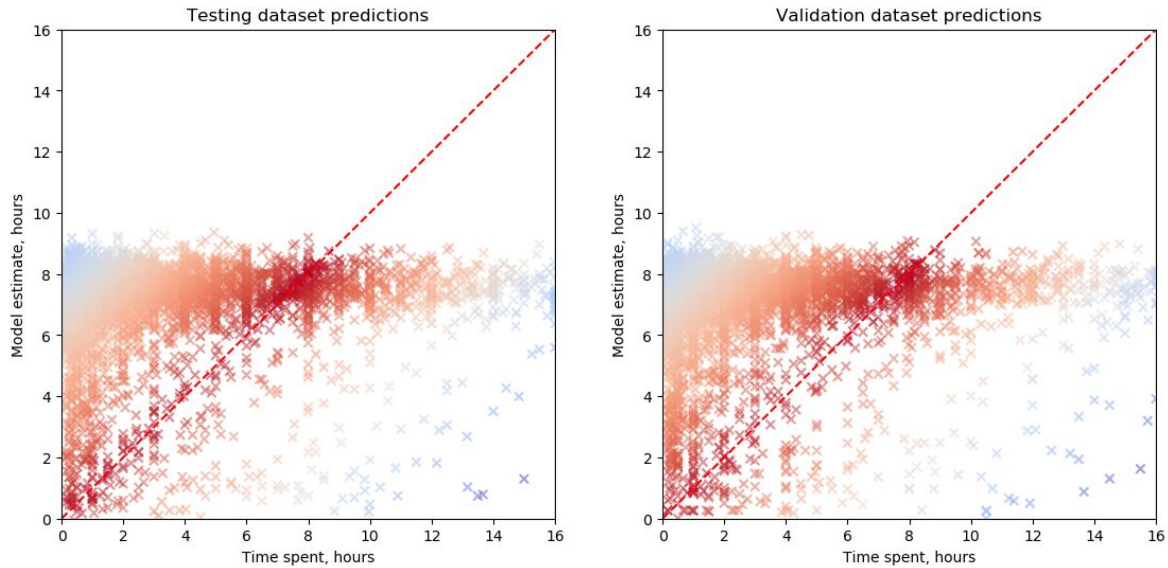 Testing dataset predictions
Model estimate, hours
16
14
12
10
8
6
4
2
0
0 2 4 6 8 10 12 14 16
Time spent, hours
Validation dataset predictions
Model estimate, hours
16
14
12
10
8
6
4
2
0
0 2 4 6 8 10 12 14 16
Time spent, hours